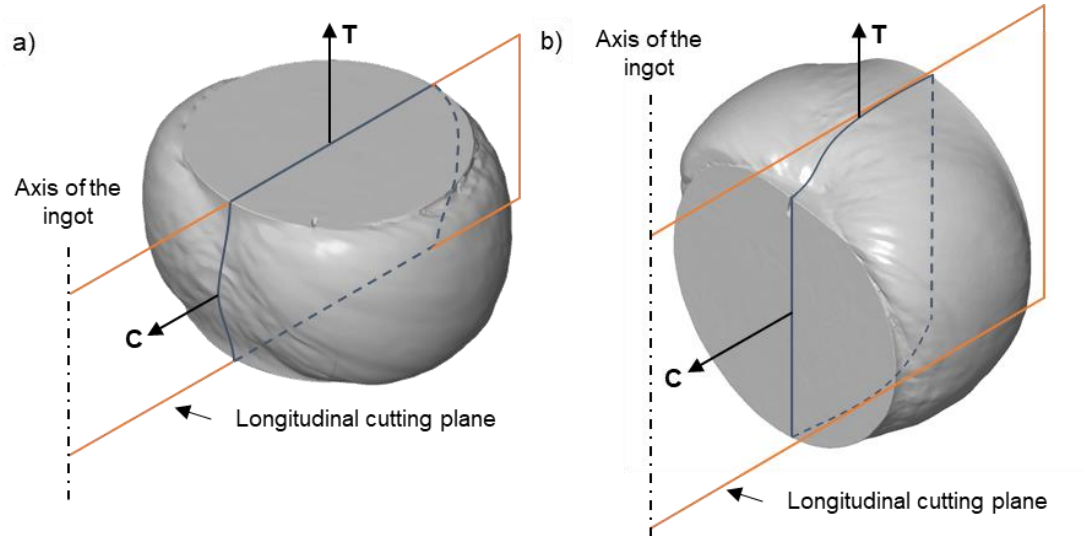 a)
T
Axis of the
ingot
C
Longitudinal cutting plane
b)
Axis of the
ingot
T
C
Longitudinal cutting plane